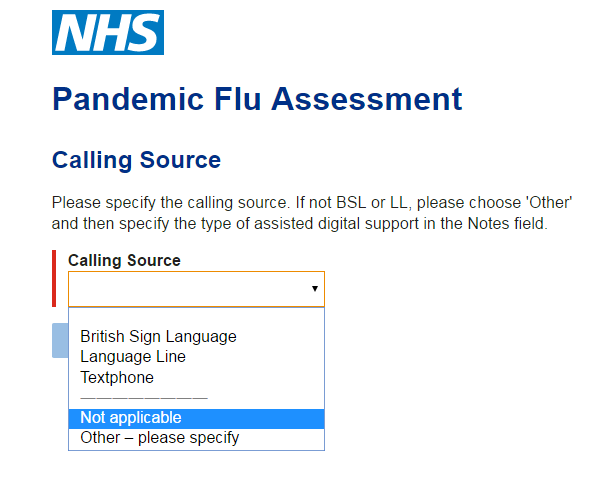 NHS
Pandemic Flu Assessment
Calling Source
Please specify the calling source. If not BSL or LL, please choose 'Other'
and then specify the type of assisted digital support in the Notes field.
Calling Source
British Sign Language
Language Line
Textphone
————————
Not applicable
Other – please specify